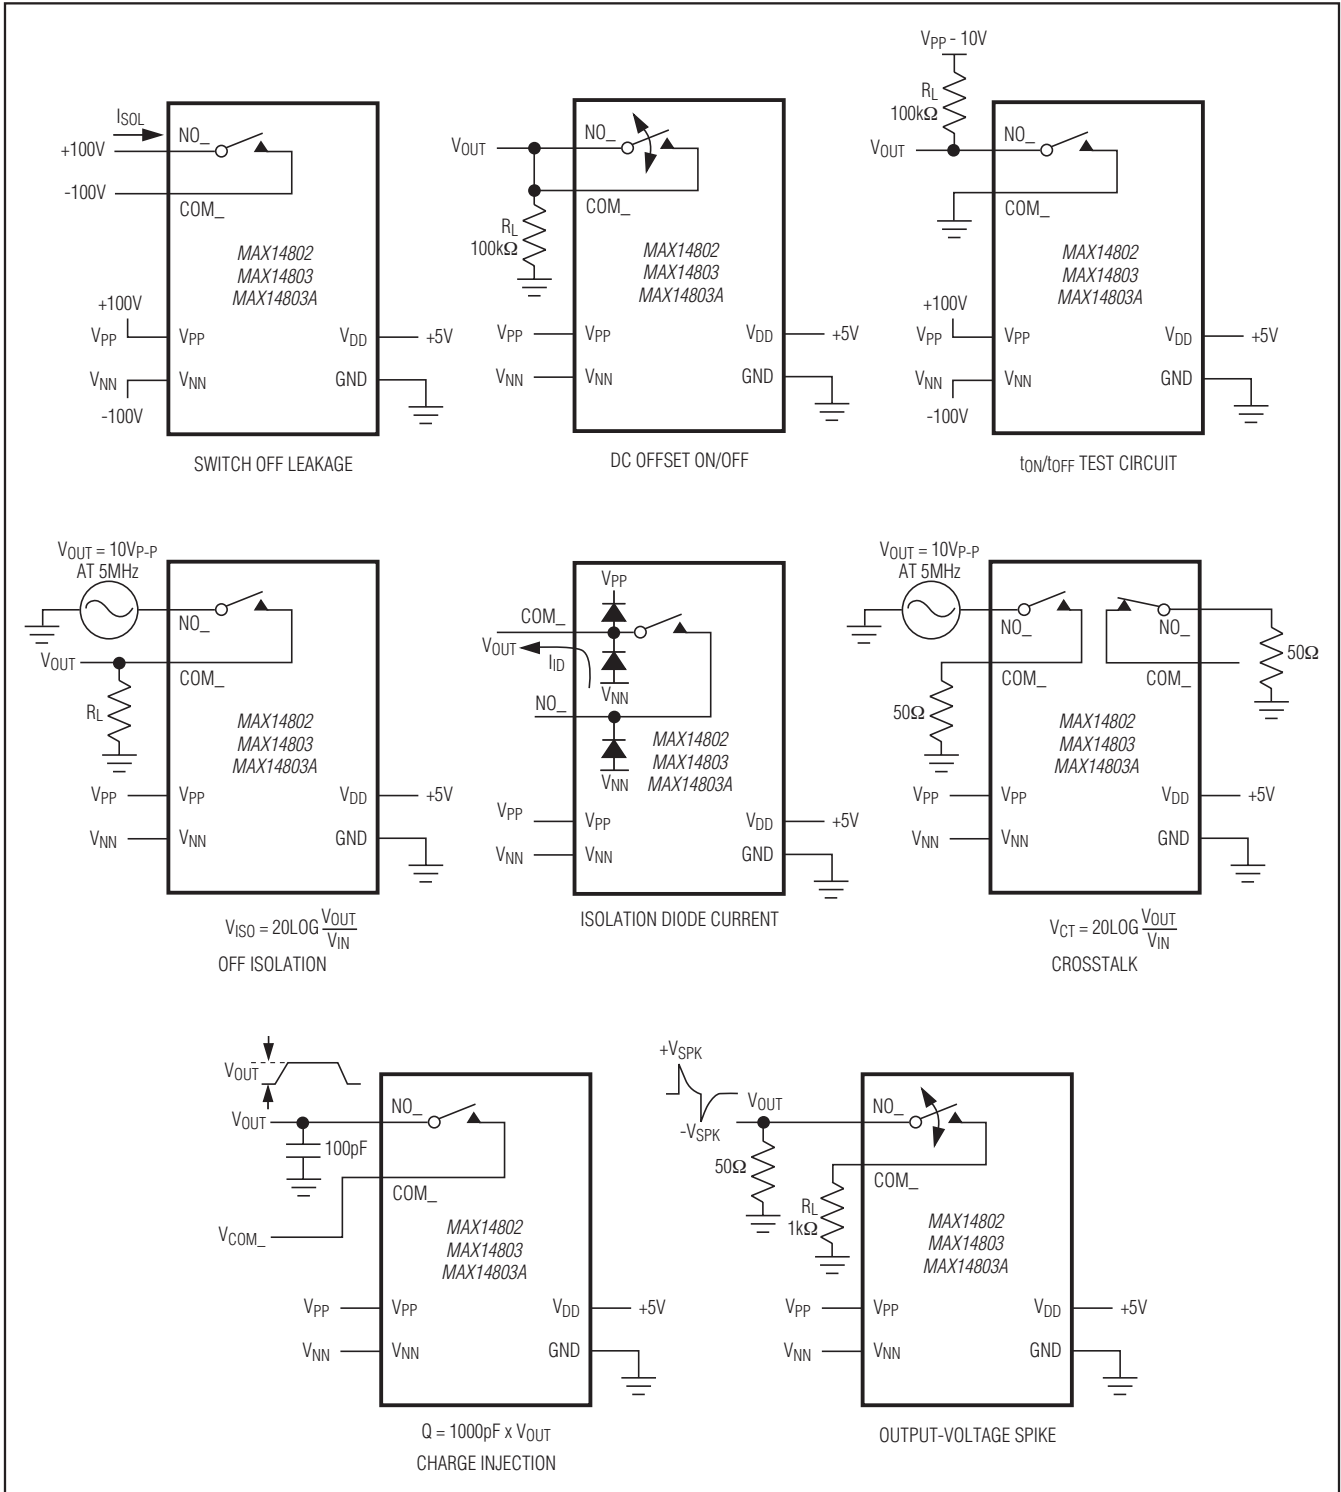 ISOL
NO_
+100V
-100V
COM_
MAX14802
MAX14803
MAX14803A
+100V
VPP
VPP
VDD
+5V
VNN
VNN
GND
-100V
SWITCH OFF LEAKAGE
VOUT
NO_
COM_
RL
100kΩ
MAX14802
MAX14803
MAX14803A
VPP
VPP
VDD
+5V
VNN
VNN
GND
DC OFFSET ON/OFF
VPP - 10V
RL
100kΩ
VOUT
NO_
COM_
MAX14802
MAX14803
MAX14803A
+100V
VPP
VPP
VDD
+5V
VNN
VNN
GND
-100V
tON/tOFF TEST CIRCUIT
VOUT = 10VP-P
AT 5MHz
NO_
VOUT
COM_
RL
MAX14802
MAX14803
MAX14803A
VPP
VPP
VDD
+5V
VNN
VNN
GND
VISO = 20LOG VOUT
VIN
OFF ISOLATION
VPP
COM_
VOUT
IID
VNN
NO_
MAX14802
MAX14803
MAX14803A
VNN
VPP
VPP
VDD
+5V
VNN
VNN
GND
ISOLATION DIODE CURRENT
VOUT = 10VP-P
AT 5MHz
NO_
NO_
50Ω
COM_
COM_
50Ω
MAX14802
MAX14803
MAX14803A
VPP
VPP
VDD
+5V
VNN
VNN
GND
VCT = 20LOG VOUT
VIN
CROSSTALK
VOUT
VOUT
NO_
100pF
COM_
VCOM_
MAX14802
MAX14803
MAX14803A
VPP
VPP
VDD
+5V
VNN
VNN
GND
Q = 1000pF x VOUT
CHARGE INJECTION
+VSPK
VOUT
NO_
-VSPK
50Ω
COM_
RL
1kΩ
MAX14802
MAX14803
MAX14803A
VPP
VPP
VDD
+5V
VNN
VNN
GND
OUTPUT-VOLTAGE SPIKE